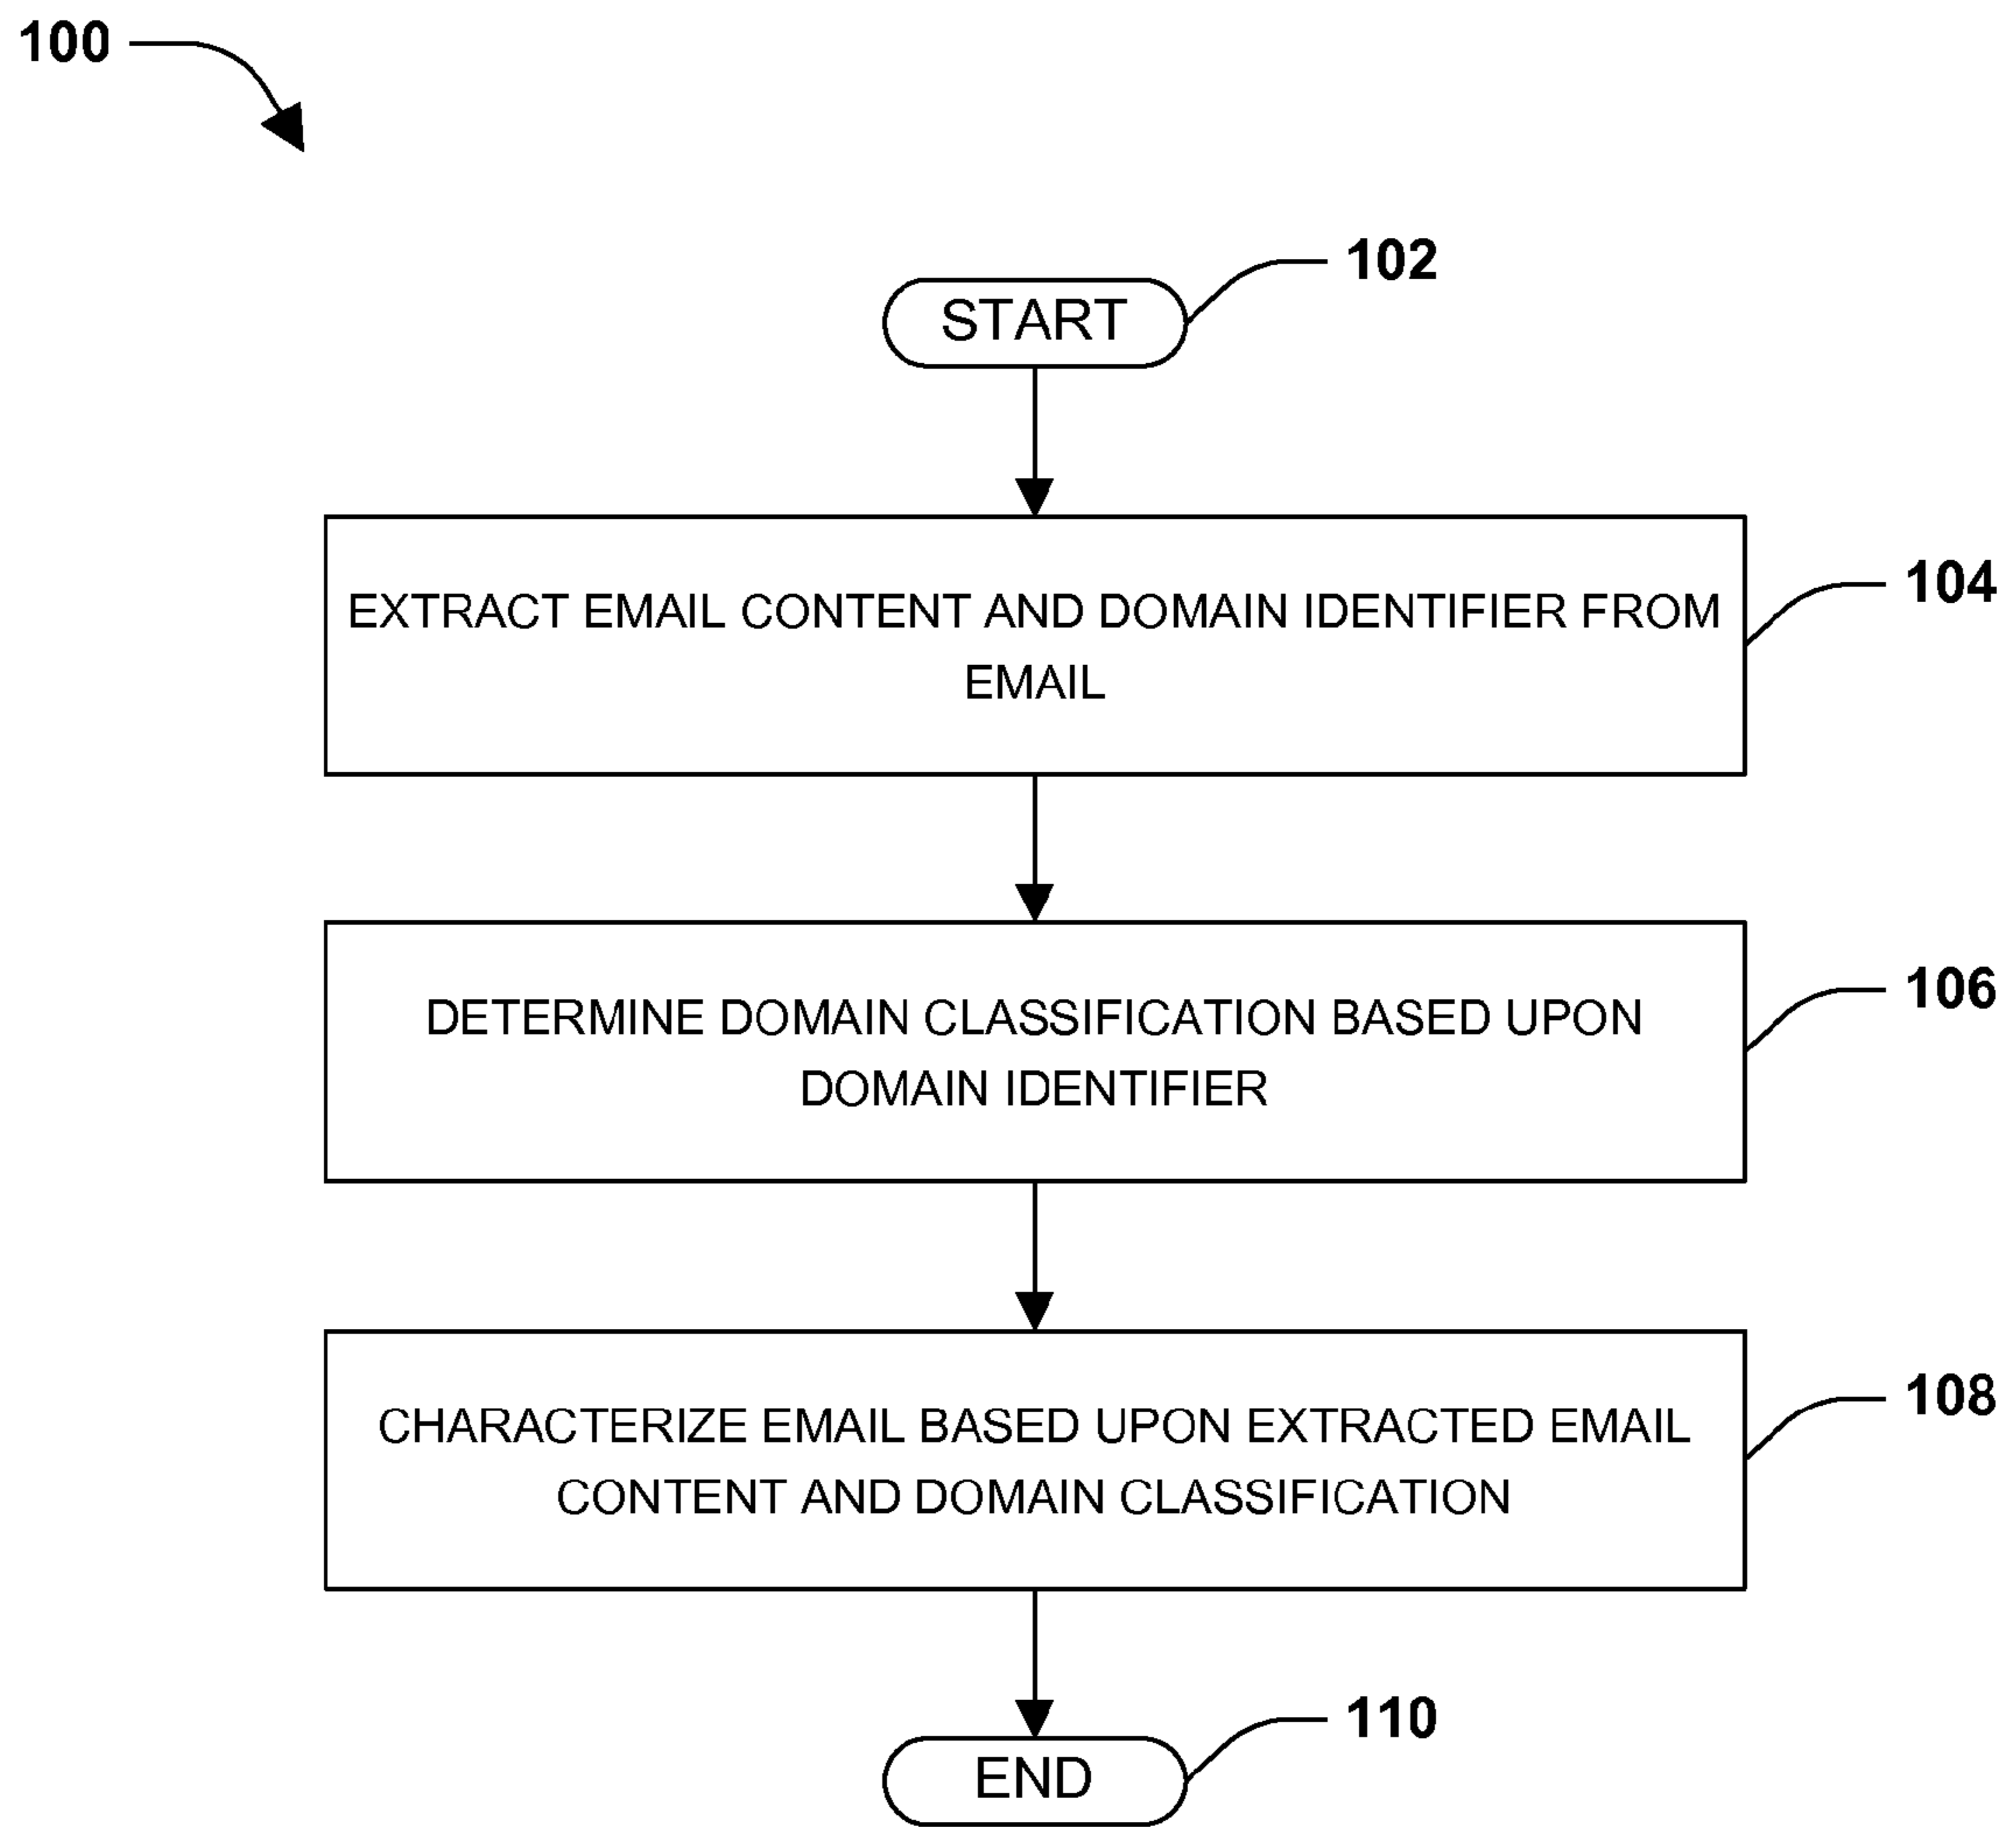 100
102
START
104
EXTRACT EMAIL CONTENT AND DOMAIN IDENTIFIER FROM
EMAIL
106
DETERMINE DOMAIN CLASSIFICATION BASED UPON
DOMAIN IDENTIFIER
108
CHARACTERIZE EMAIL BASED UPON EXTRACTED EMAIL
CONTENT AND DOMAIN CLASSIFICATION
110
END